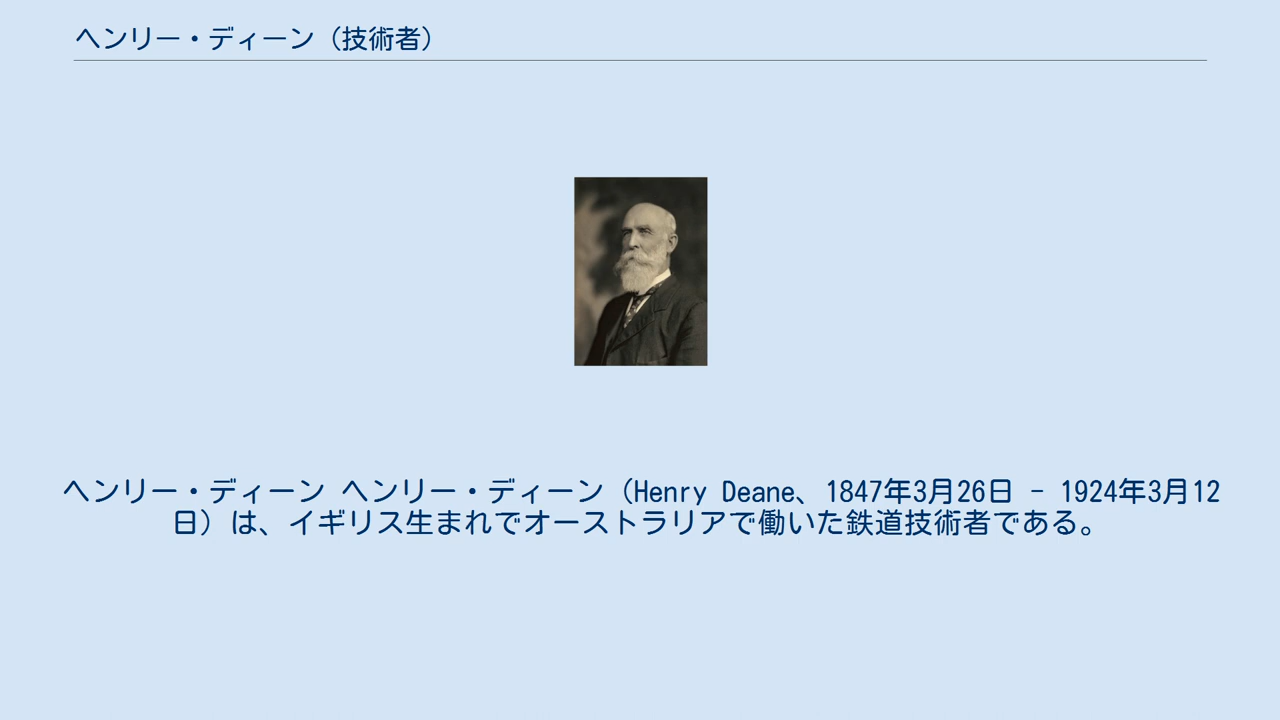 ヘンリー・ディーン（技術者）
ヘンリー・ディーン ヘンリー・ディーン（Henry Deane、1847年3月26日 - 1924年3月12
日）は、イギリス生まれでオーストラリアで働いた鉄道技術者である。